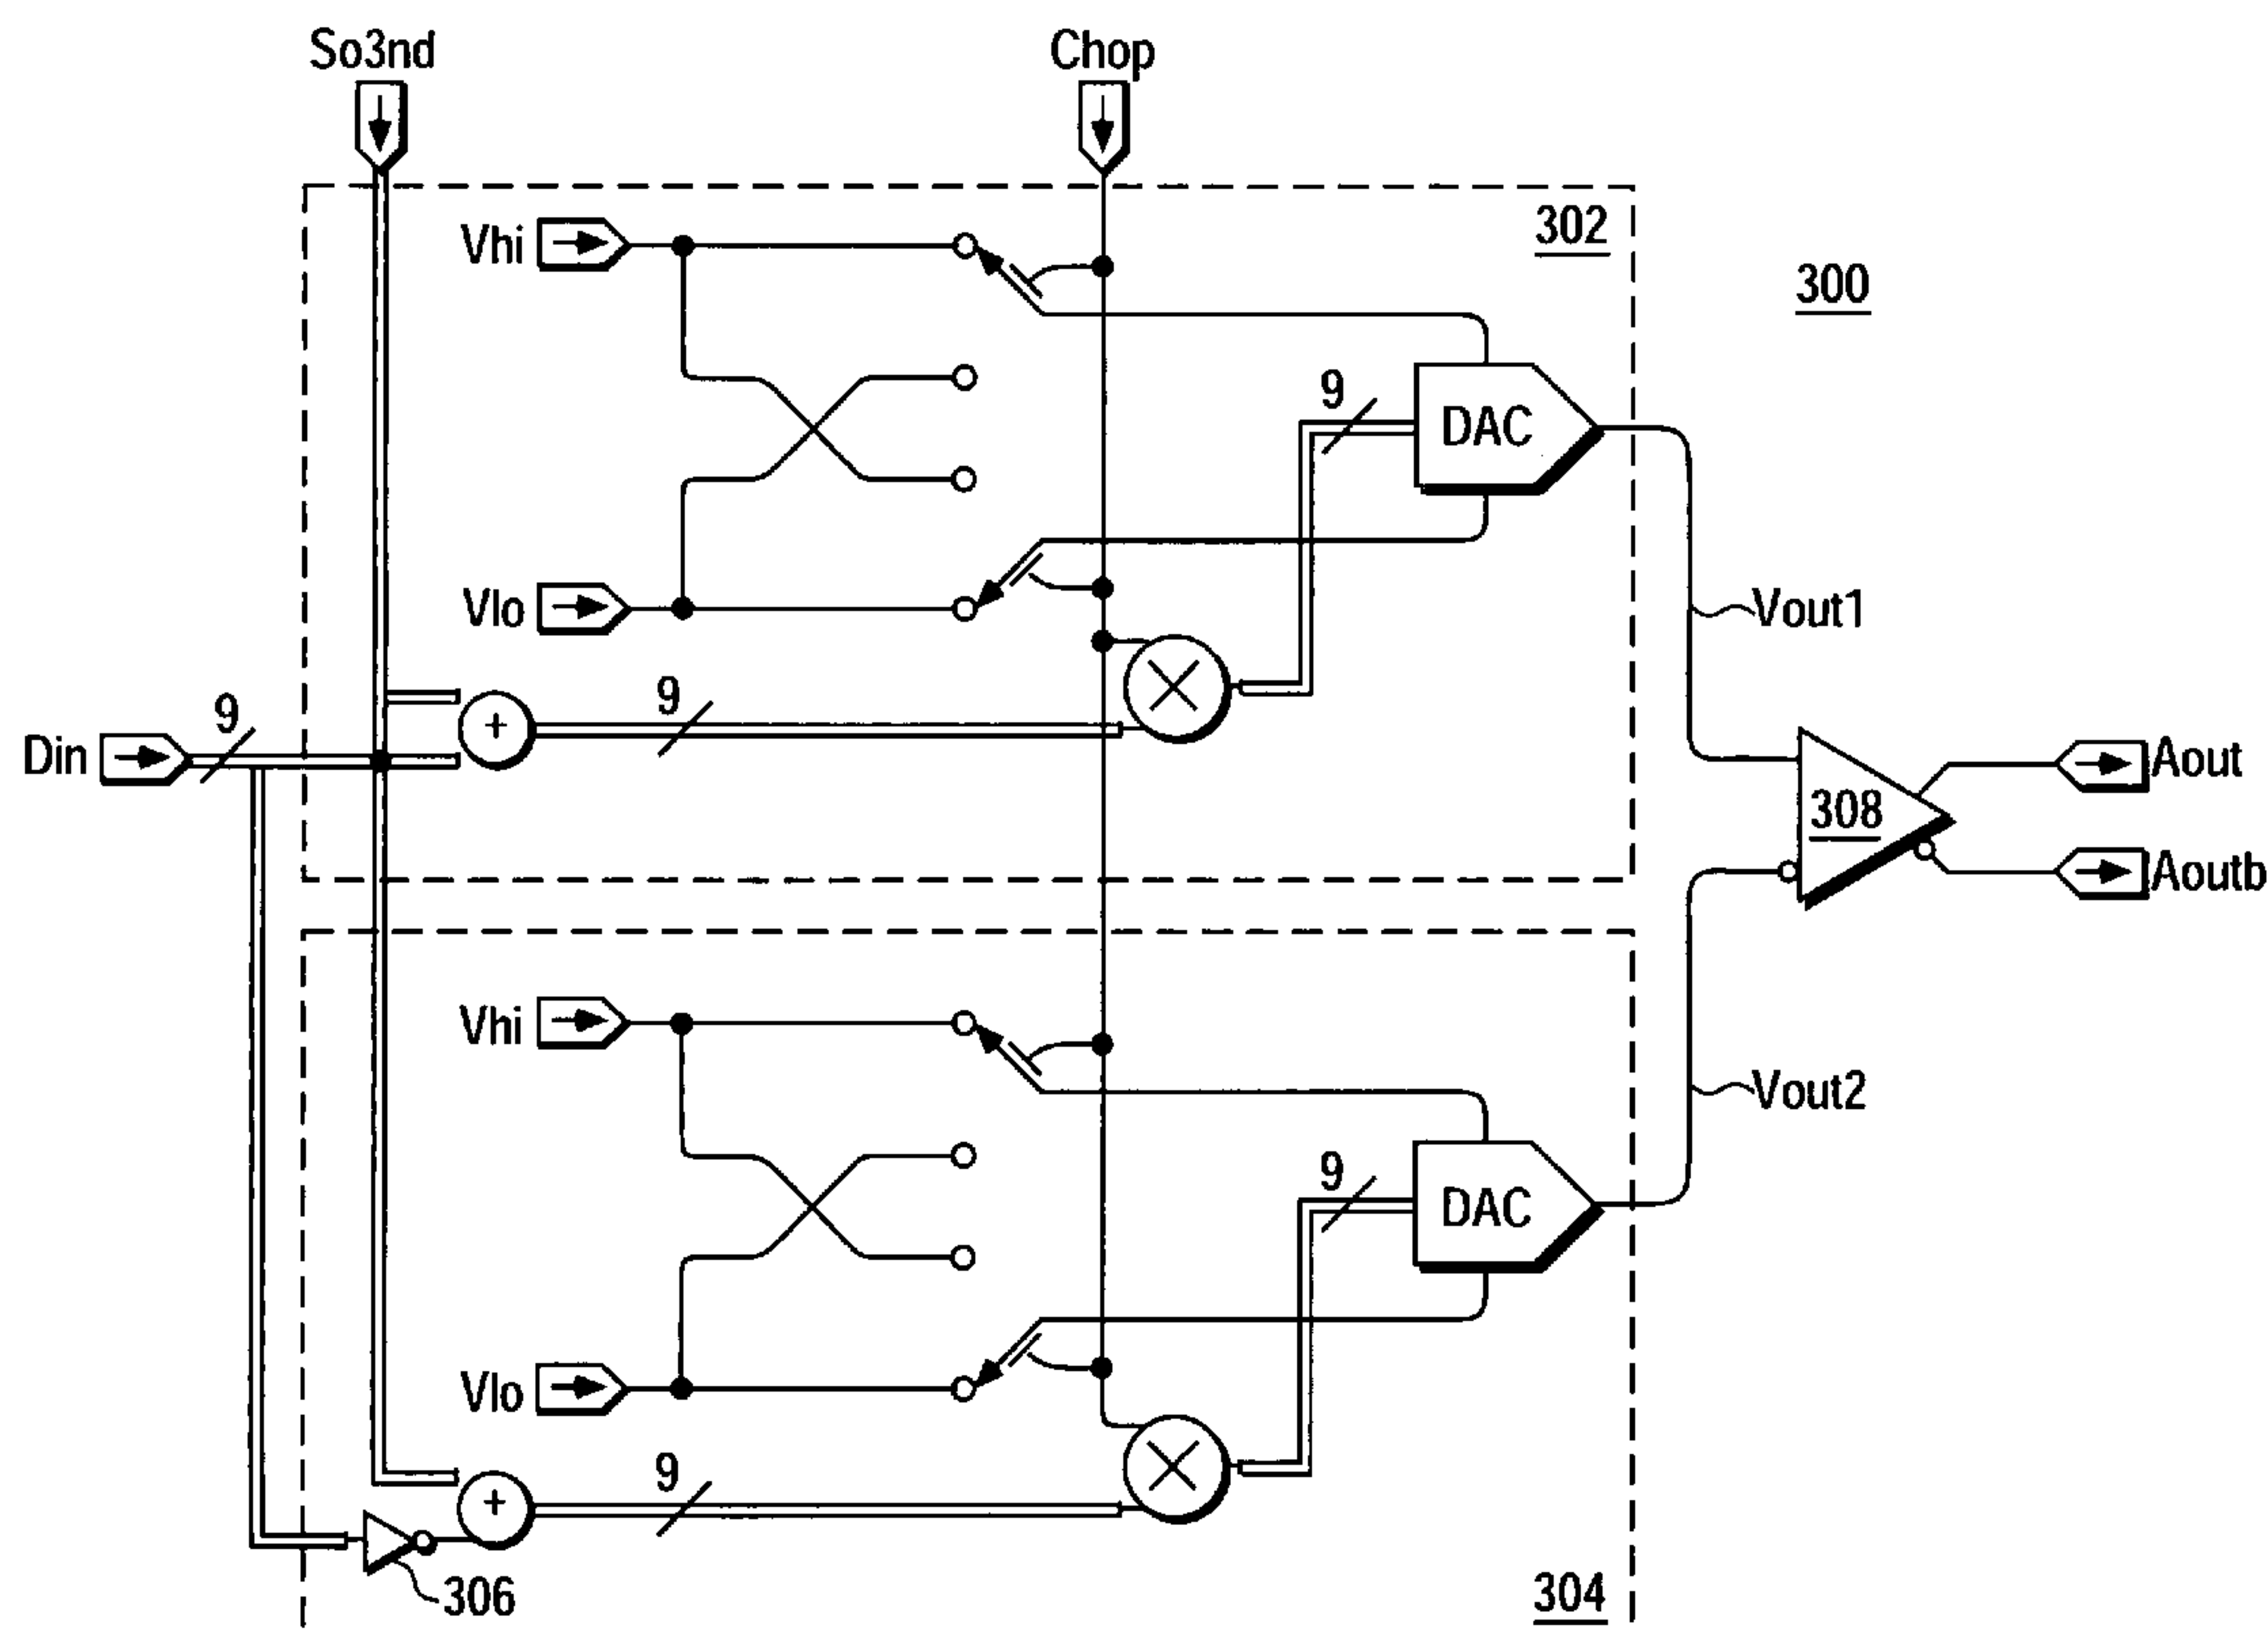 So3nd
Chop
302
Vhi
300
9
DAC
Vlo
Vout1
9
9
Din
+
Aout
308
Aoutb
Vhi
Vout2
9
DAC
Vlo
9
+
306
304